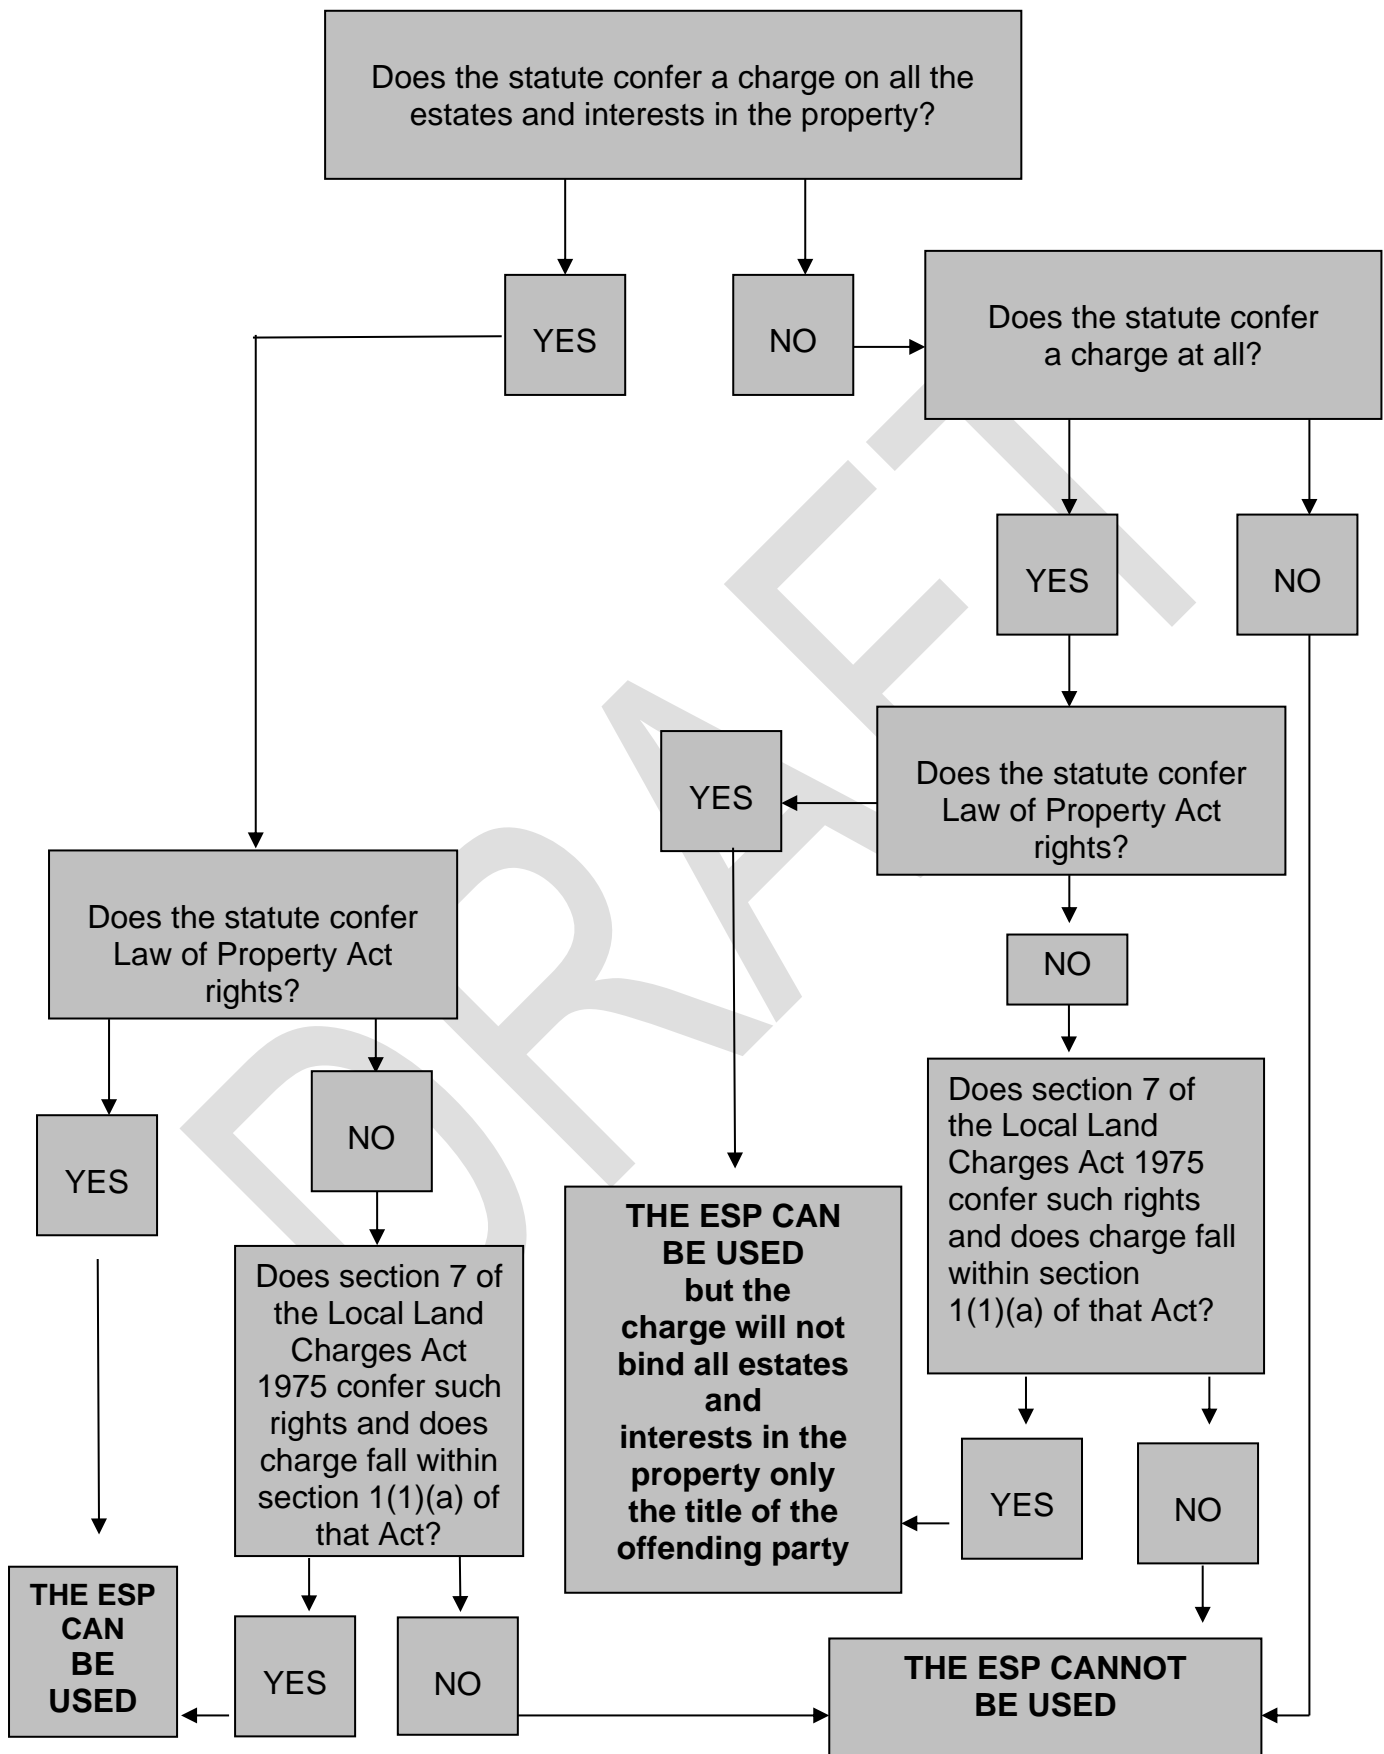 Does the statute confer a charge on all the
estates and interests in the property?
YES
NO
Does the statute confer
a charge at all?
YES
NO
Does the statute confer
Law of Property Act
rights?
YES
NO
Does the statute confer
Law of Property Act
rights?
YES
NO
Does section 7 of
the Local Land
Charges Act 1975
confer such rights
and does charge fall
within section
1(1)(a) of that Act?
YES
NO
THE ESP CAN
BE USED
but the
charge will not
bind all estates
and
interests in the
property only
the title of the
offending party
Does section 7 of
the Local Land
Charges Act
1975 confer such
rights and does
charge fall within
section 1(1)(a) of
that Act?
YES
NO
THE ESP
CAN
BE
USED
THE ESP CANNOT
BE USED
DRAFT